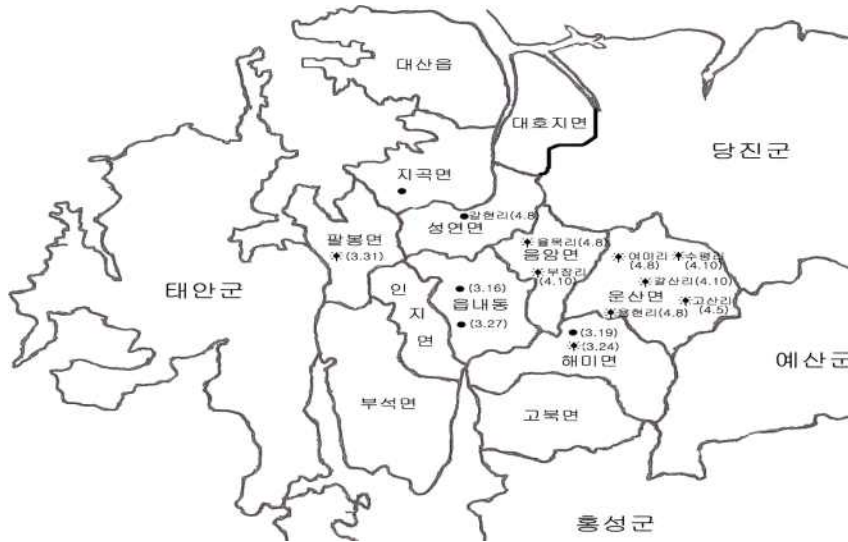 대산읍
대호지면
당진군
지곡면
갈현리(4.8)
성연면
팔봉면
(3.31)
율목리(4.8)
음암면
부장리
(4.10)
여미리
(4.8)
수평리
(4.10)
갈산리(4.10)
운산면
고산리
(4.5)
용현리(4.8)
태안군
인
지
면
(3.16)
읍내동
(3.27)
(3.19)
(3.24)
해미면
예산군
부석면
고북면
홍성군